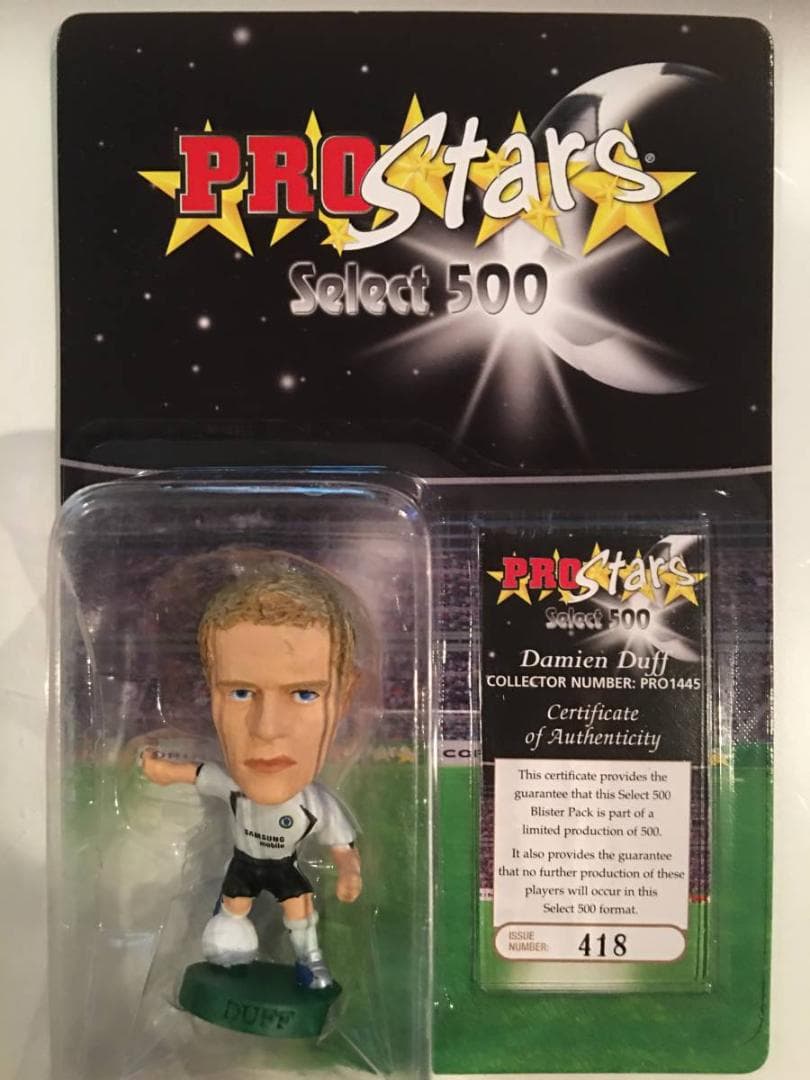 PROStars®
Select 500
PROStars
Select 500
Damien Duff
COLLECTOR NUMBER: PRO1445
Certificate
of Authenticity
This certificate provides the
guarantee that this Select 500
Blister Pack is part of a
limited production of 500.
It also provides the guarantee
that no further production of these
players will occur in this
Select 500 format.
ISSUE
NUMBER: 418
SAMSUNG
mobile
DUFF